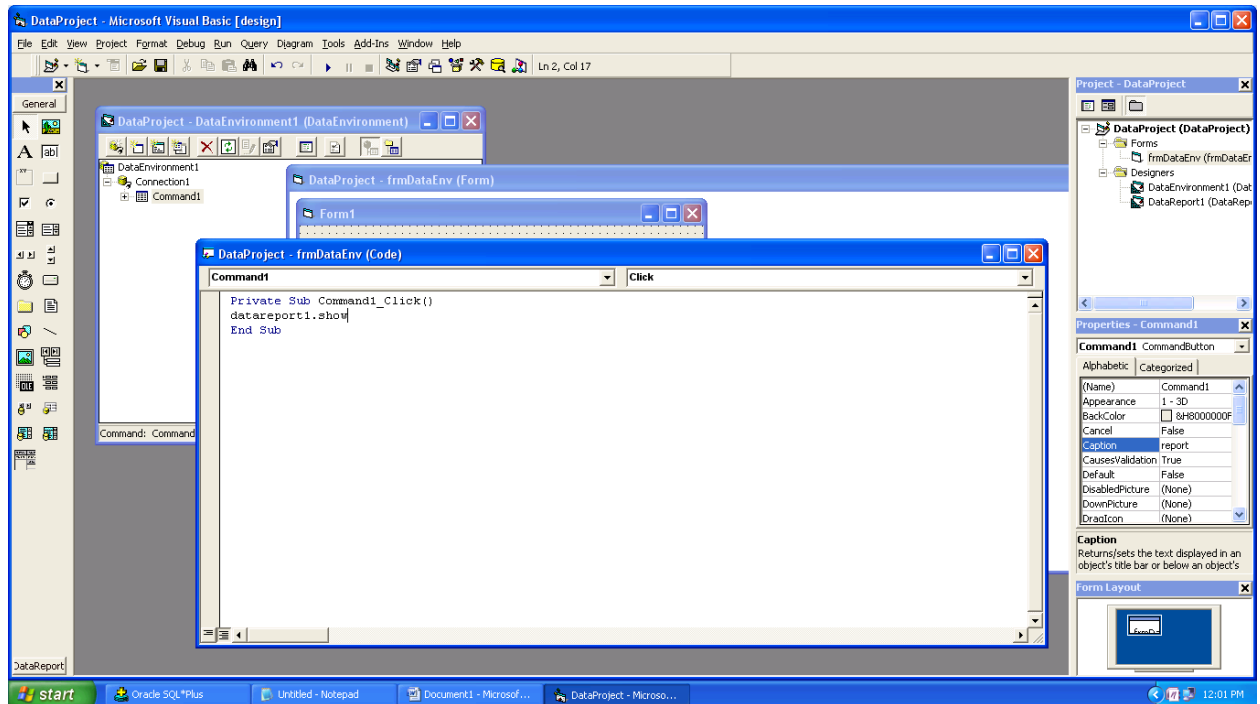 DataProject - Microsoft Visual Basic [design]
File Edit View Project Format Debug Run Query Diagram Tools Add-Ins Window Help
Ln 2, Col 17
General
DataReport
DataProject - DataEnvironment1 (DataEnvironment)
DataEnvironment1
Connection1
Command1
Command: Command
DataProject - frmDataEnv (Form)
Form1
DataProject - frmDataEnv (Code)
Command1 Click
Private Sub Command1_Click()
datareport1.show
End Sub
Project - DataProject
DataProject (DataProject)
Forms
frmDataEnv (frmDataEr
Designers
DataEnvironment1 (Dat
DataReport1 (DataRep
Properties - Command1
Command1 CommandButton
Alphabetic Categorized
(Name) Command1
Appearance 1 - 3D
BackColor &H8000000F
Cancel False
Caption report
CausesValidation True
Default False
DisabledPicture (None)
DownPicture (None)
DragIcon (None)
Caption
Returns/sets the text displayed in an
object's title bar or below an object's
Form Layout
start Oracle SQL*Plus Untitled - Notepad Document1 - Microsof... DataProject - Microso... 12:01 PM